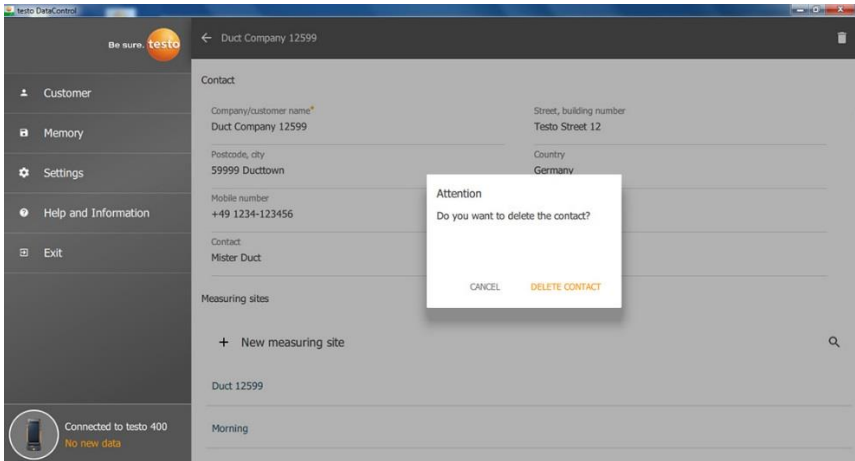 testo DataControl
Be sure. testo
Duct Company 12599
Customer
Memory
Settings
Help and Information
Exit
Connected to testo 400
No new data
Contact
Company/customer name*
Duct Company 12599
Street, building number
Testo Street 12
Postcode, city
59999 Ducttown
Country
Germany
Mobile number
+49 1234-123456
Contact
Mister Duct
Attention
Do you want to delete the contact?
CANCEL
DELETE CONTACT
Measuring sites
+ New measuring site
Duct 12599
Morning